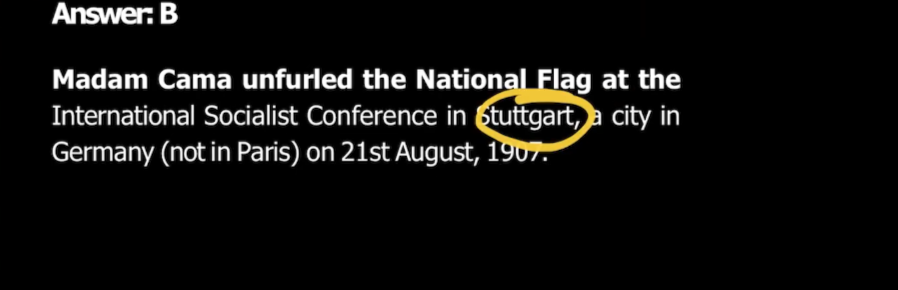 Answer: B
Madam Cama unfurled the National Flag at the
International Socialist Conference in Stuttgart, a city in
Germany (not in Paris) on 21st August, 1907.